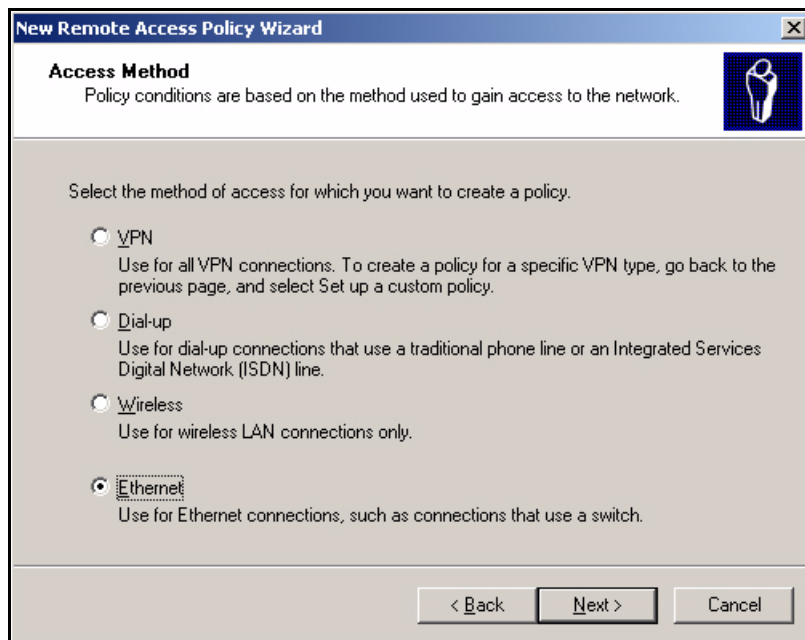 New Remote Access Policy Wizard
Access Method
Policy conditions are based on the method used to gain access to the network.
Select the method of access for which you want to create a policy.
VPN
Use for all VPN connections. To create a policy for a specific VPN type, go back to the
previous page, and select Set up a custom policy.
Dial-up
Use for dial-up connections that use a traditional phone line or an Integrated Services
Digital Network (ISDN) line.
Wireless
Use for wireless LAN connections only.
Ethernet
Use for Ethernet connections, such as connections that use a switch.
< Back Next > Cancel